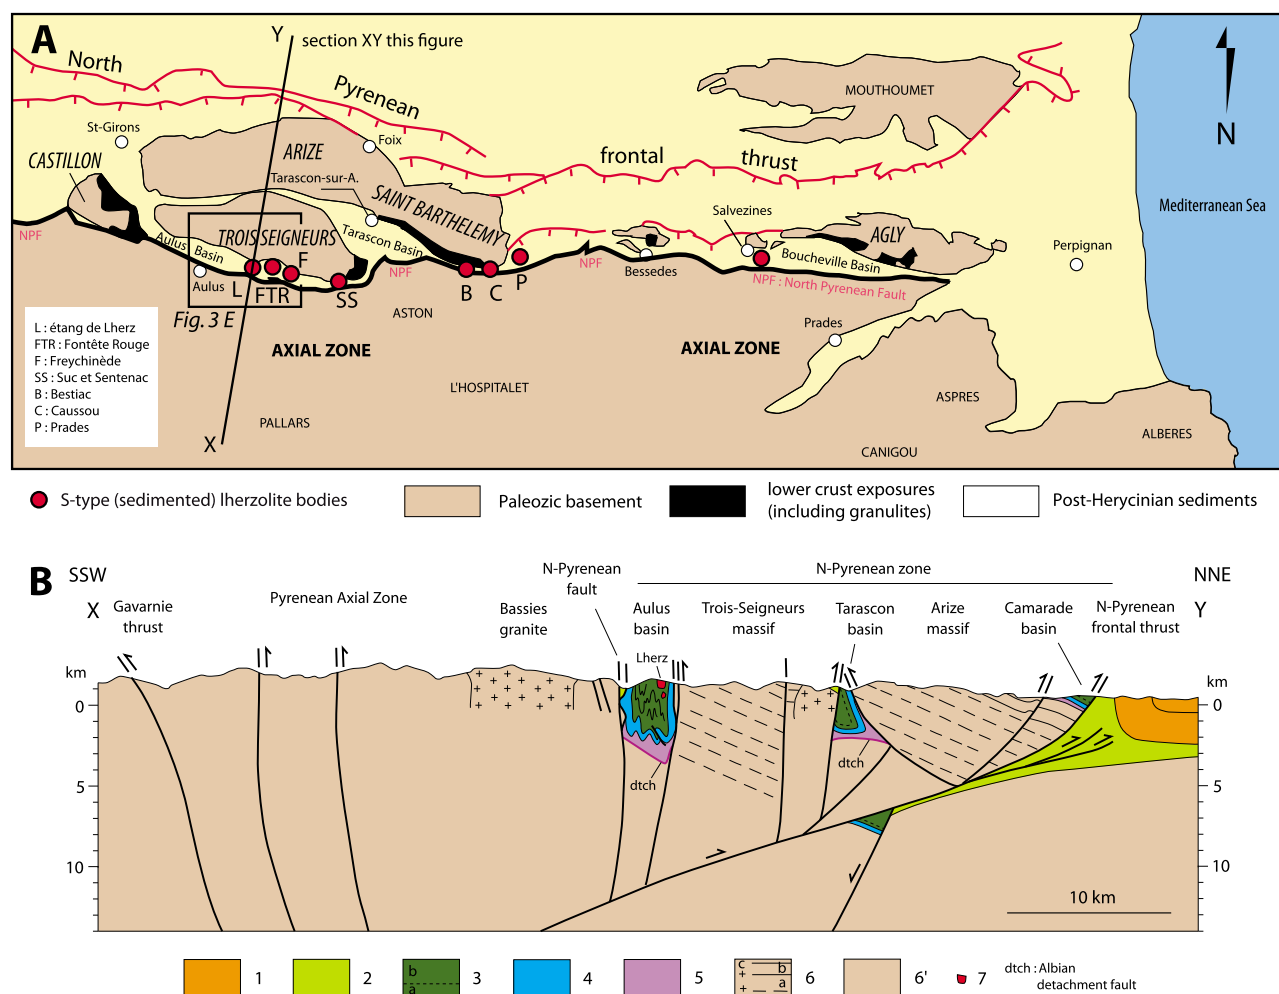 A
Y
section XY this figure
North
Pyrenean
frontal
thrust
St-Girons
Foix
CASTILLON
ARIZE
Tarascon-sur-A.
SAINT BARTHELEMY
MOUTHOUMET
N
Mediterranean Sea
NPF
Aulus Basin
TROIS SEIGNEURS
Tarascon Basin
Salvezines
AGLY
Perpignan
Aulus
L
FTR
F
SS
NPF
B
C
P
NPF
Bessedes
Boucheville Basin
NPF : North Pyrenean Fault
Fig. 3 E
ASTON
Prades
AXIAL ZONE
AXIAL ZONE
L'HOSPITALET
PALLARS
ASPRES
CANIGOU
ALBERES
X
L : étang de Lherz
FTR : Fontête Rouge
F : Freychinède
SS : Suc et Sentenac
B : Bestiac
C : Caussou
P : Prades
S-type (sedimented) lherzolite bodies
Paleozic basement
lower crust exposures
(including granulites)
Post-Herycinian sediments
B
SSW
X
Gavarnie
thrust
Pyrenean Axial Zone
Bassies
granite
N-Pyrenean
fault
N-Pyrenean zone
Aulus
basin
Trois-Seigneurs
massif
Tarascon
basin
Arize
massif
Camarade
basin
N-Pyrenean
frontal thrust
NNE
Y
Lherz
km
0
5
10
km
0
5
10
dtch
dtch
10 km
1
2
b
a
3
4
5
c
b
a
6
6'
7
dtch : Albian
detachment fault